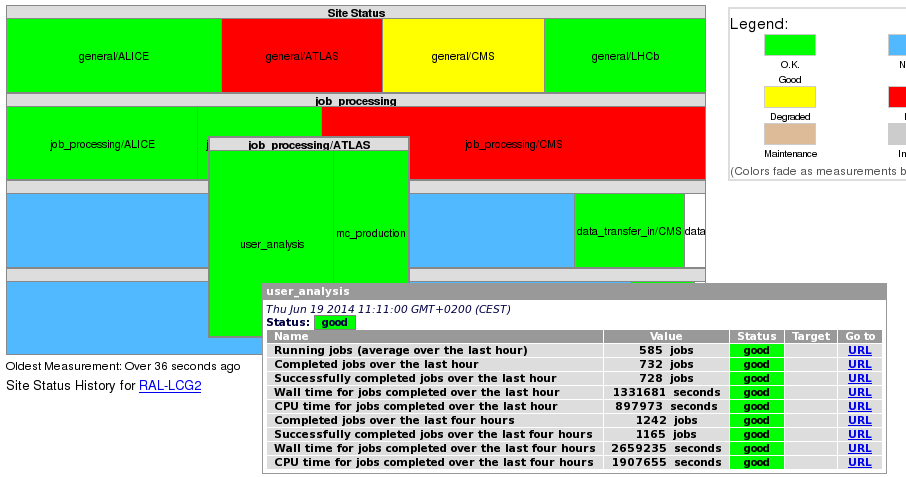 Site Status
general/ALICE
general/ATLAS
general/CMS
general/LHCb
job_processing
job_processing/ALICE
job_processing/CMS
job_processing/ATLAS
user_analysis
mc_production
data_transfer_in/CMS
data
Legend:
O.K.
Good
Degraded
Maintenance
(Colors fade as measurements b
Oldest Measurement: Over 36 seconds ago
Site Status History for RAL-LCG2
user_analysis
Thu Jun 19 2014 11:11:00 GMT+0200 (CEST)
Status: good
Name Value Status Target Go to
Running jobs (average over the last hour) 585 jobs good URL
Completed jobs over the last hour 732 jobs good URL
Successfully completed jobs over the last hour 728 jobs good URL
Wall time for jobs completed over the last hour 1331681 seconds good URL
CPU time for jobs completed over the last hour 897973 seconds good URL
Completed jobs over the last four hours 1242 jobs good URL
Successfully completed jobs over the last four hours 1165 jobs good URL
Wall time for jobs completed over the last four hours 2659235 seconds good URL
CPU time for jobs completed over the last four hours 1907655 seconds good URL